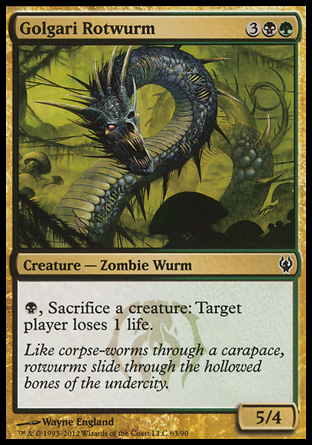 Golgari Rotwurm 3
Creature — Zombie Wurm
, Sacrifice a creature: Target
player loses 1 life.
Like corpse-worms through a carapace,
rotwurms slide through the hollowed
bones of the undercity.
Wayne England
™ & © 1993–2012 Wizards of the Coast LLC 63/90
5/4